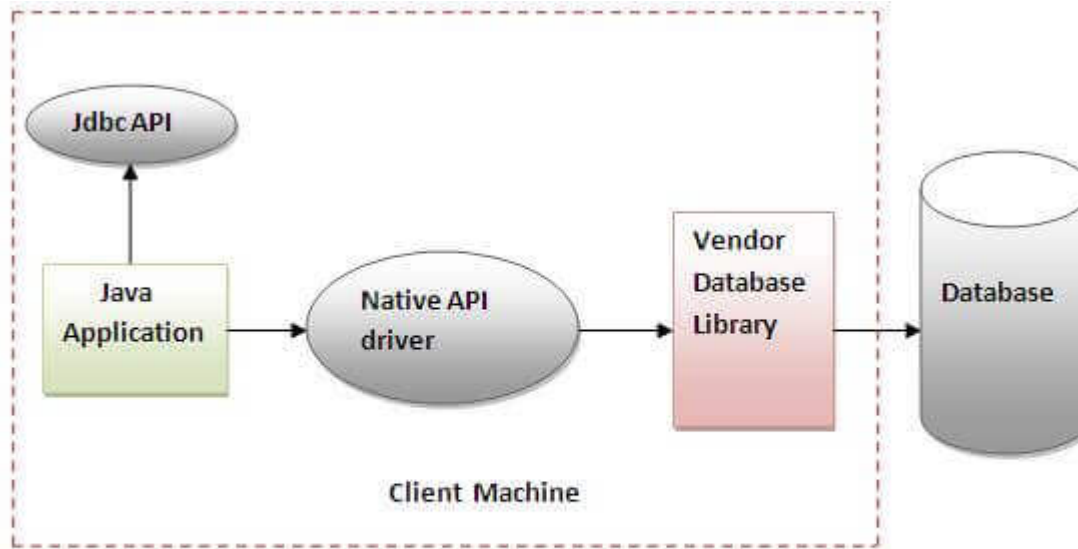 Jdbc API
Java
Application
Native API
driver
Vendor
Database
Library
Database
Client Machine